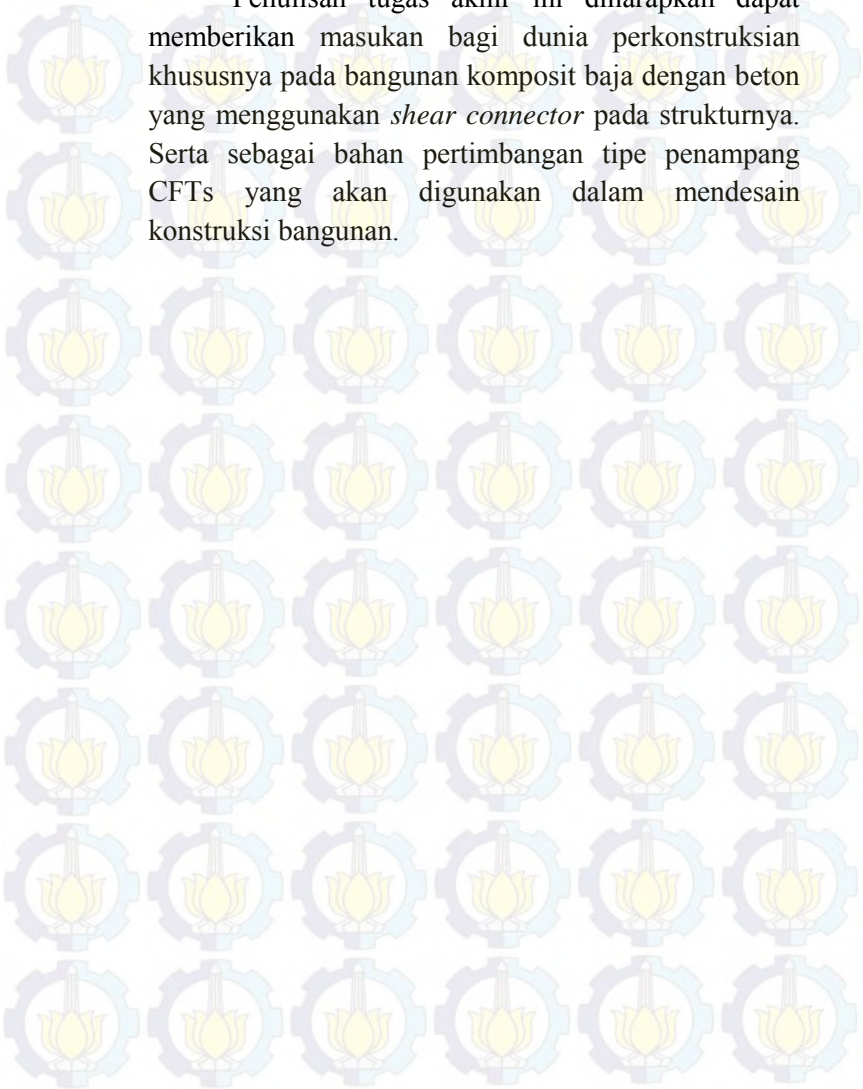 Penulisan tugas akhir ini diharapkan dapat
memberikan masukan bagi dunia perkonstruksian
khususnya pada bangunan komposit baja dengan beton
yang menggunakan shear connector pada strukturnya.
Serta sebagai bahan pertimbangan tipe penampang
CFTs yang akan digunakan dalam mendesain
konstruksi bangunan.